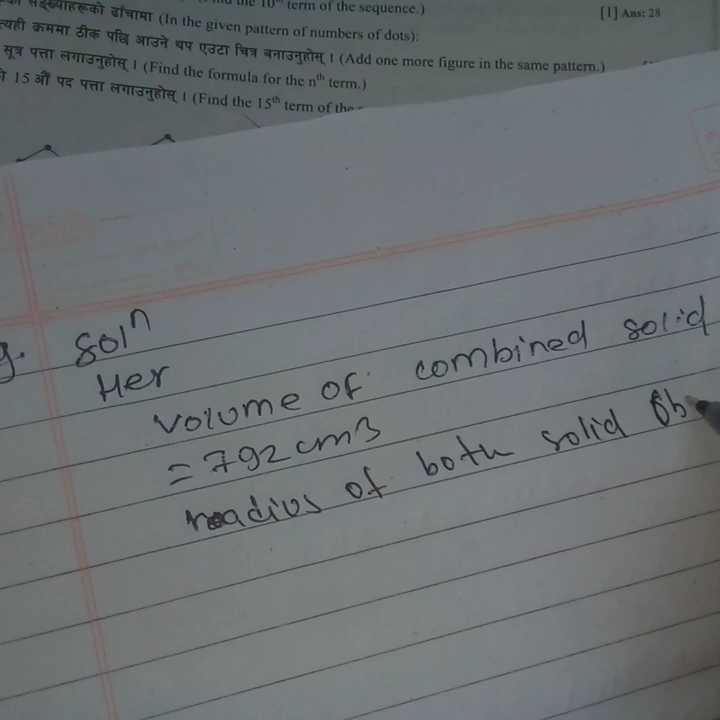 term of the sequence.)
[1] Ans: 28
सङ्ख्याहरूको ढाँचामा (In the given pattern of numbers of dots):
त्यही क्रममा ठीक पछि आउने थप एउटा चित्र बनाउनुहोस् । (Add one more figure in the same pattern.)
सूत्र पत्ता लगाउनुहोस् । (Find the formula for the nth term.)
15 औं पद पत्ता लगाउनुहोस् । (Find the 15th term of the
g. Solⁿ
Her
volume of combined solid
= 792 cm3
radius of both solid Ob